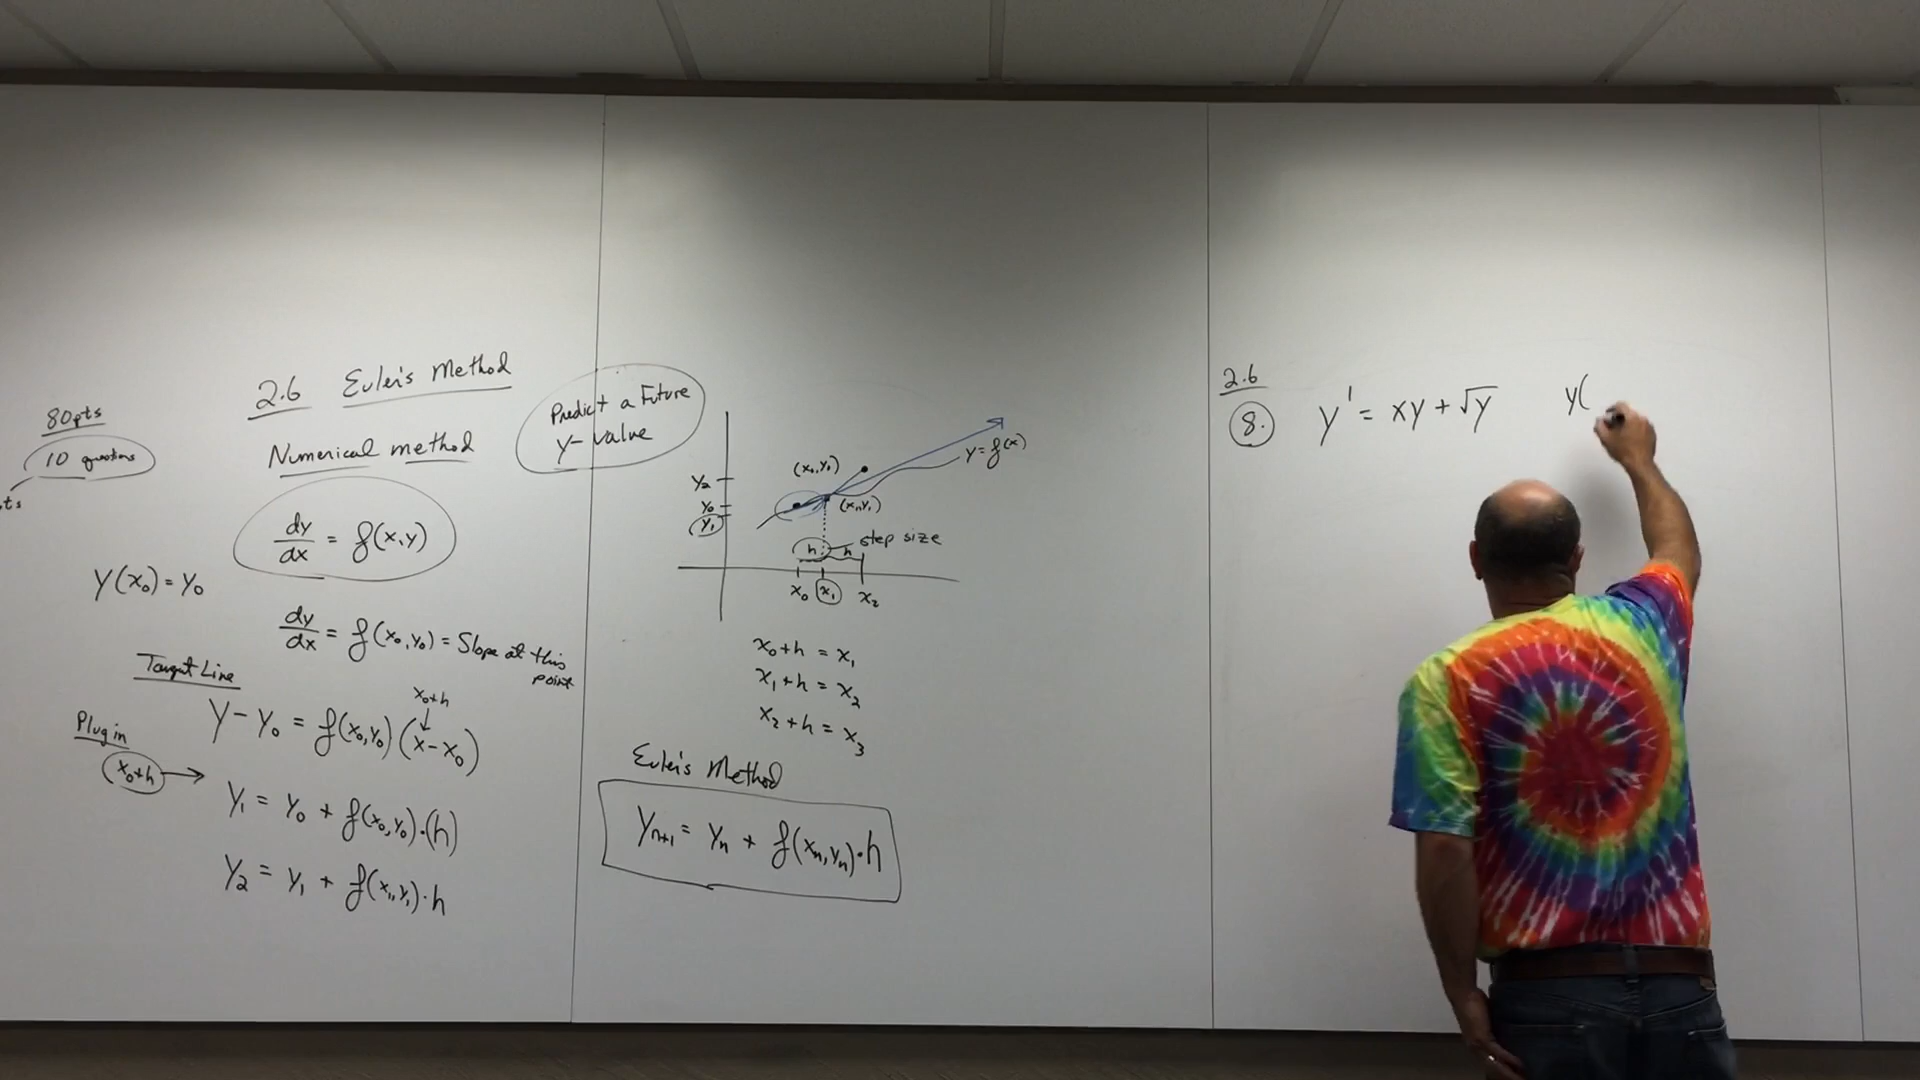 80pts
10 questions
ts
2.6 Euler's Method
Numerical method
dy/dx = f(x,y)
y(x₀) = y₀
dy/dx = f(x₀,y₀) = Slope at this
point
Tangent Line
x₀+h
↓
y - y₀ = f(x₀,y₀)(x - x₀)
Plug in
x₀+h →
y₁ = y₀ + f(x₀,y₀)·(h)
y₂ = y₁ + f(x₁,y₁)·h
Predict a Future
y-value
y = f(x)
(x₀,y₀)
(x₁,y₁)
y₂
y₀
y₁
h h step size
x₀ x₁ x₂
x₀+h = x₁
x₁+h = x₂
x₂+h = x₃
Euler's Method
yₙ₊₁ = yₙ + f(xₙ,yₙ)·h
2.6
8. y' = xy + √y y(